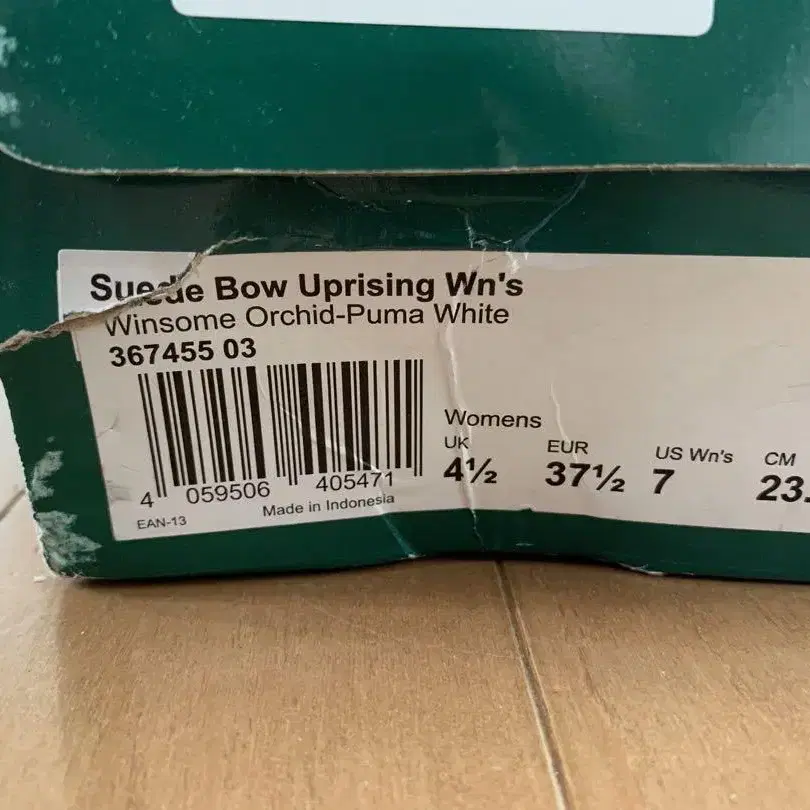 Suede Bow Uprising Wn's
Winsome Orchid-Puma White
367455 03
Womens
UK EUR US Wn's CM
4½ 37½ 7 23.
4 059506 405471
EAN-13 Made in Indonesia